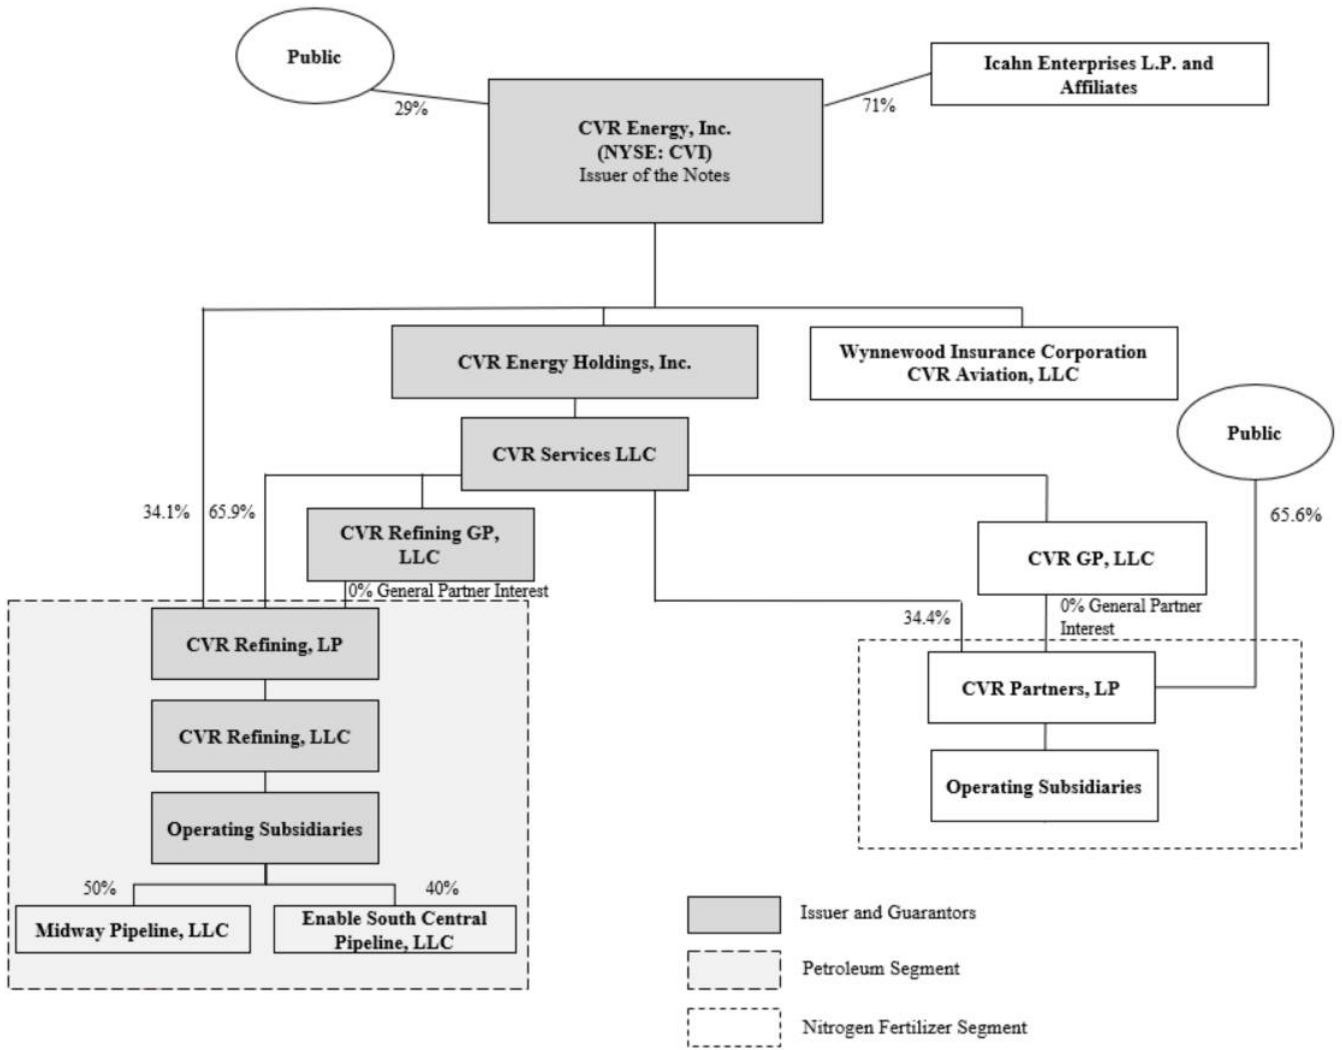 Public
Icahn Enterprises L.P. and
Affiliates
29%
71%
CVR Energy, Inc.
(NYSE: CVI)
Issuer of the Notes
CVR Energy Holdings, Inc.
Wynnewood Insurance Corporation
CVR Aviation, LLC
Public
CVR Services LLC
34.1%
65.9%
65.6%
CVR Refining GP,
LLC
CVR GP, LLC
0% General Partner Interest
0% General Partner
Interest
34.4%
CVR Refining, LP
CVR Partners, LP
CVR Refining, LLC
Operating Subsidiaries
Operating Subsidiaries
50%
40%
Midway Pipeline, LLC
Enable South Central
Pipeline, LLC
Issuer and Guarantors
Petroleum Segment
Nitrogen Fertilizer Segment